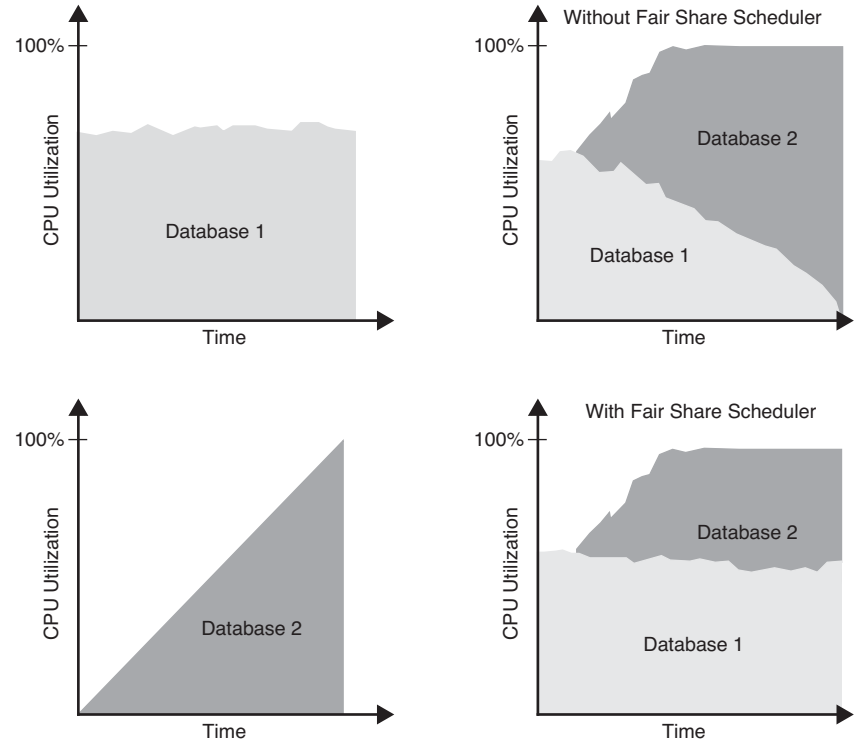 100%
CPU Utilization
Database 1
Time
Without Fair Share Scheduler
100%
CPU Utilization
Database 2
Database 1
Time
100%
CPU Utilization
Database 2
Time
With Fair Share Scheduler
100%
CPU Utilization
Database 2
Database 1
Time